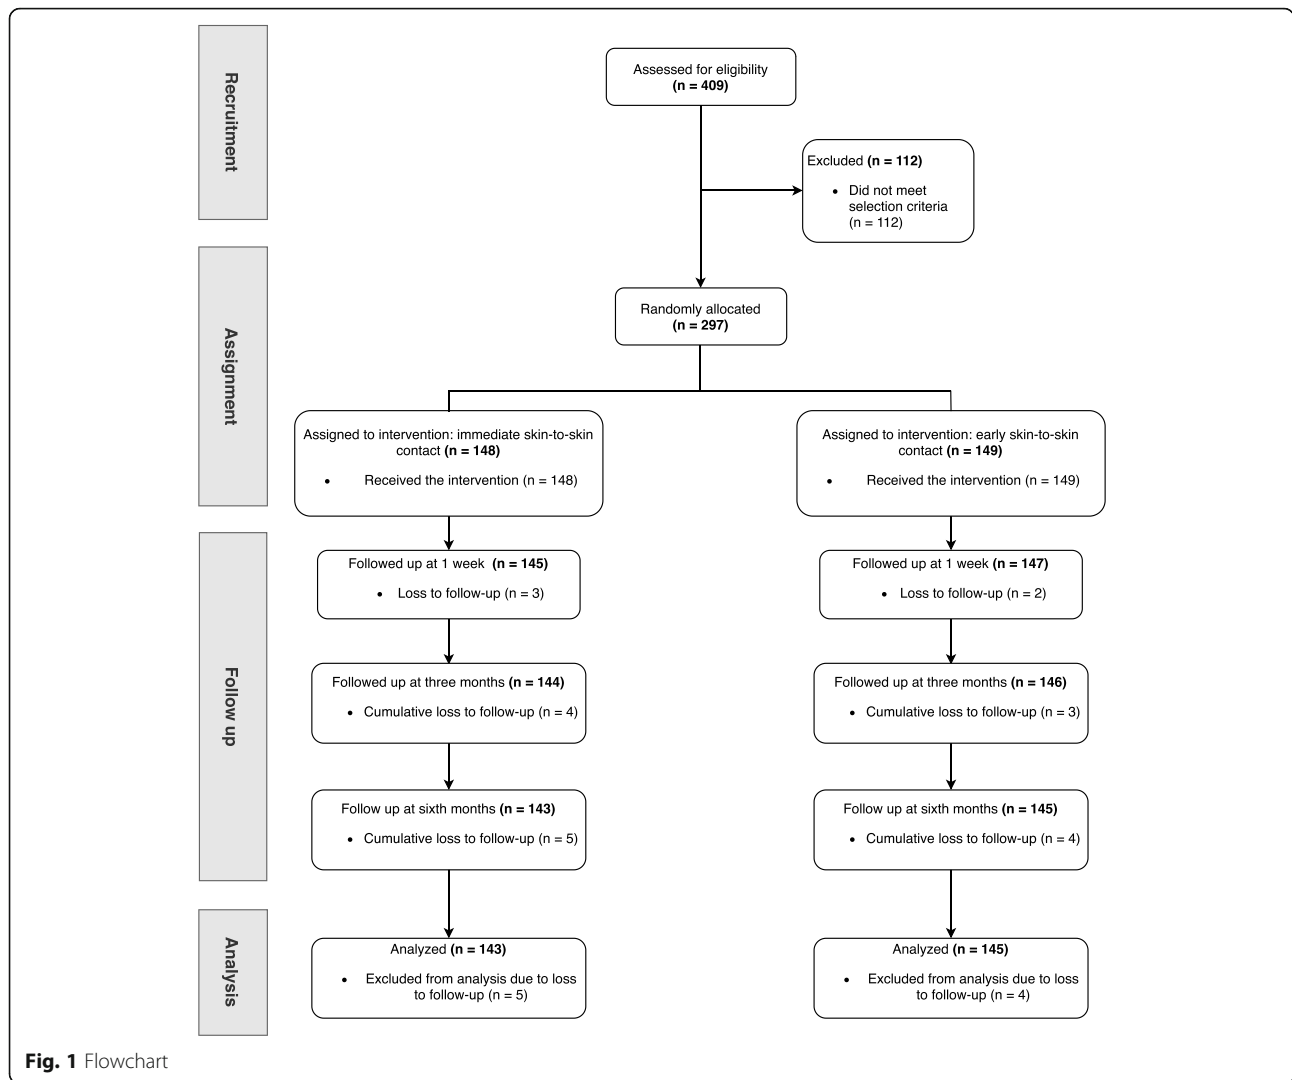 Recruitment
Assessed for eligibility
(n = 409)
Excluded (n = 112)
• Did not meet
selection criteria
(n = 112)
Assignment
Randomly allocated
(n = 297)
Assigned to intervention: immediate skin-to-skin
contact (n = 148)
• Received the intervention (n = 148)
Assigned to intervention: early skin-to-skin
contact (n = 149)
• Received the intervention (n = 149)
Follow up
Followed up at 1 week (n = 145)
• Loss to follow-up (n = 3)
Followed up at 1 week (n = 147)
• Loss to follow-up (n = 2)
Followed up at three months (n = 144)
• Cumulative loss to follow-up (n = 4)
Followed up at three months (n = 146)
• Cumulative loss to follow-up (n = 3)
Follow up at sixth months (n = 143)
• Cumulative loss to follow-up (n = 5)
Follow up at sixth months (n = 145)
• Cumulative loss to follow-up (n = 4)
Analysis
Analyzed (n = 143)
• Excluded from analysis due to loss
to follow-up (n = 5)
Analyzed (n = 145)
• Excluded from analysis due to loss
to follow-up (n = 4)
Fig. 1 Flowchart